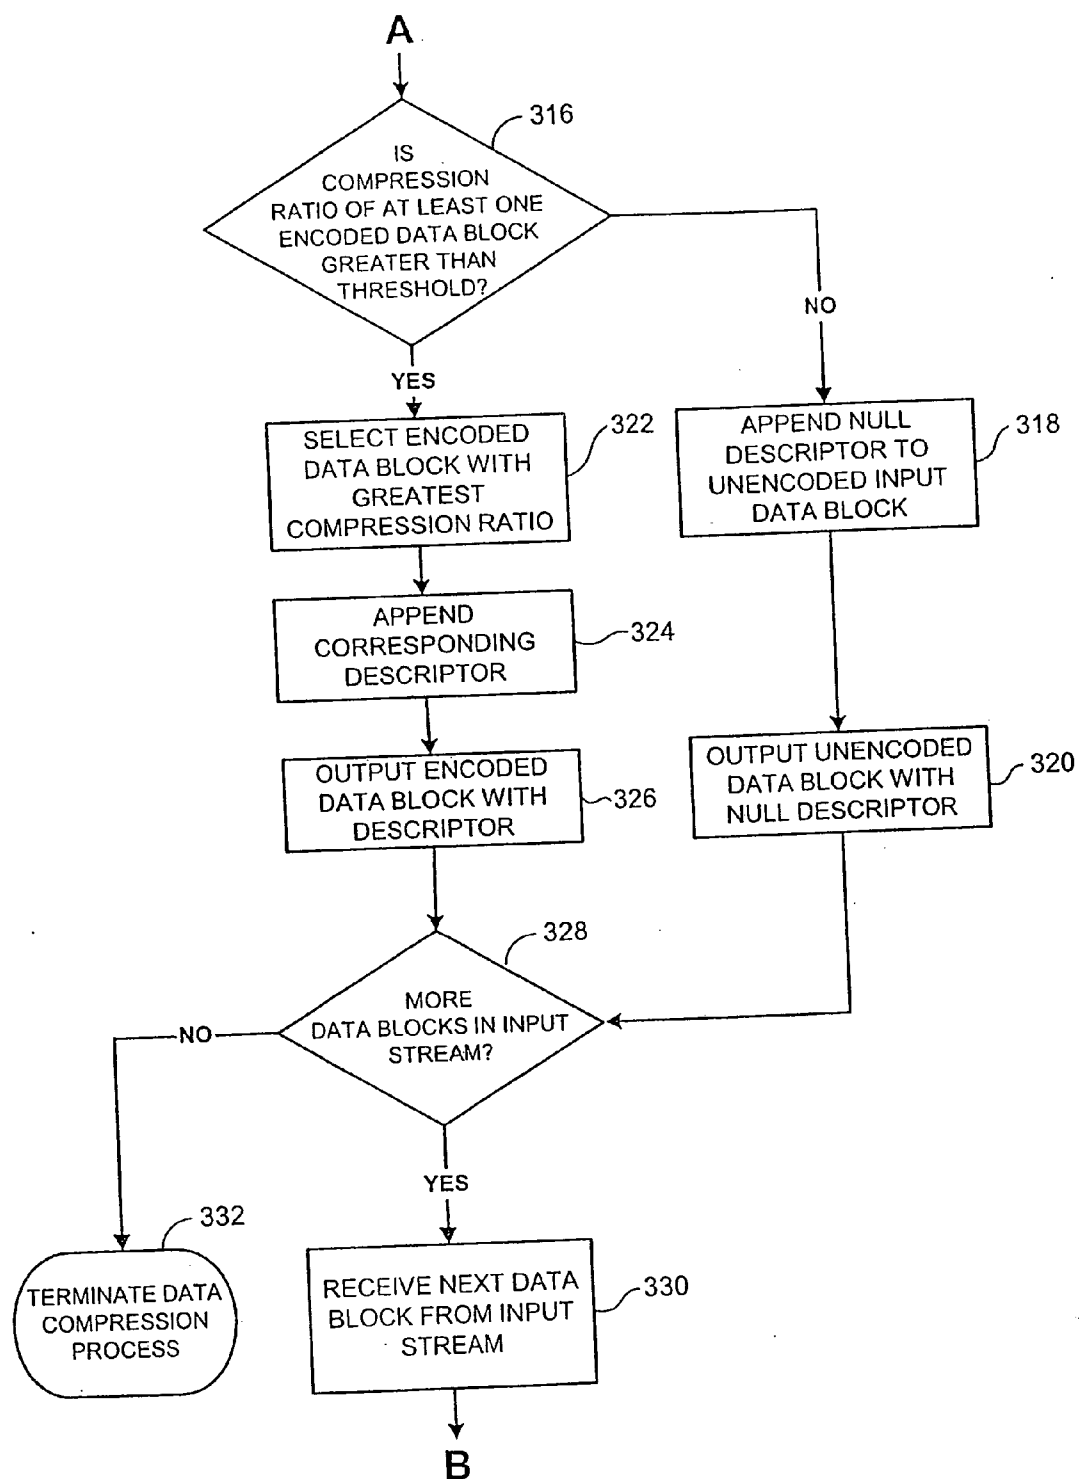 A
316
IS
COMPRESSION
RATIO OF AT LEAST ONE
ENCODED DATA BLOCK
GREATER THAN
THRESHOLD?
NO
YES
SELECT ENCODED
DATA BLOCK WITH
GREATEST
COMPRESSION RATIO
322
APPEND NULL
DESCRIPTOR TO
UNENCODED INPUT
DATA BLOCK
318
APPEND
CORRESPONDING
DESCRIPTOR
324
OUTPUT ENCODED
DATA BLOCK WITH
DESCRIPTOR
326
OUTPUT UNENCODED
DATA BLOCK WITH
NULL DESCRIPTOR
320
328
MORE
DATA BLOCKS IN INPUT
STREAM?
NO
YES
332
TERMINATE DATA
COMPRESSION
PROCESS
RECEIVE NEXT DATA
BLOCK FROM INPUT
STREAM
330
B